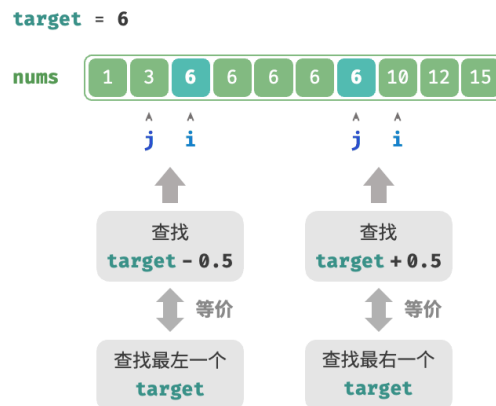 target = 6
nums 1 3 6 6 6 6 6 10 12 15
j i j i
查找 查找
target - 0.5 target + 0.5
等价 等价
查找最左一个 查找最右一个
target target